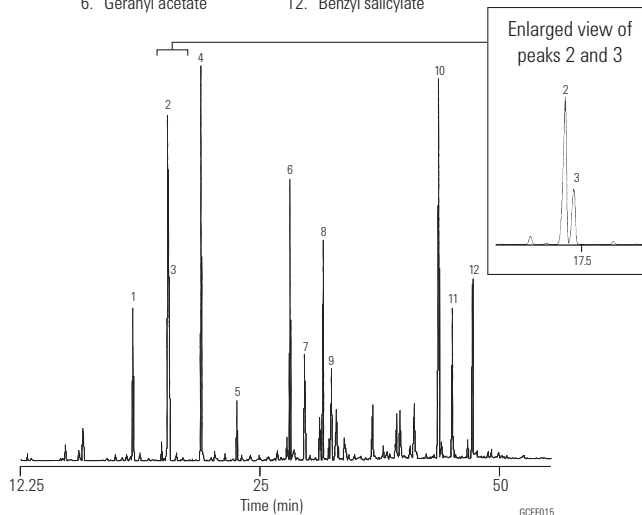 6. Geranyl acetate 12. Benzyl salicylate
Enlarged view of
peaks 2 and 3
2
3
17.5
4
10
2
6
8
3
12
1
11
7
9
5
12.25 25 50
Time (min)
GCFF015